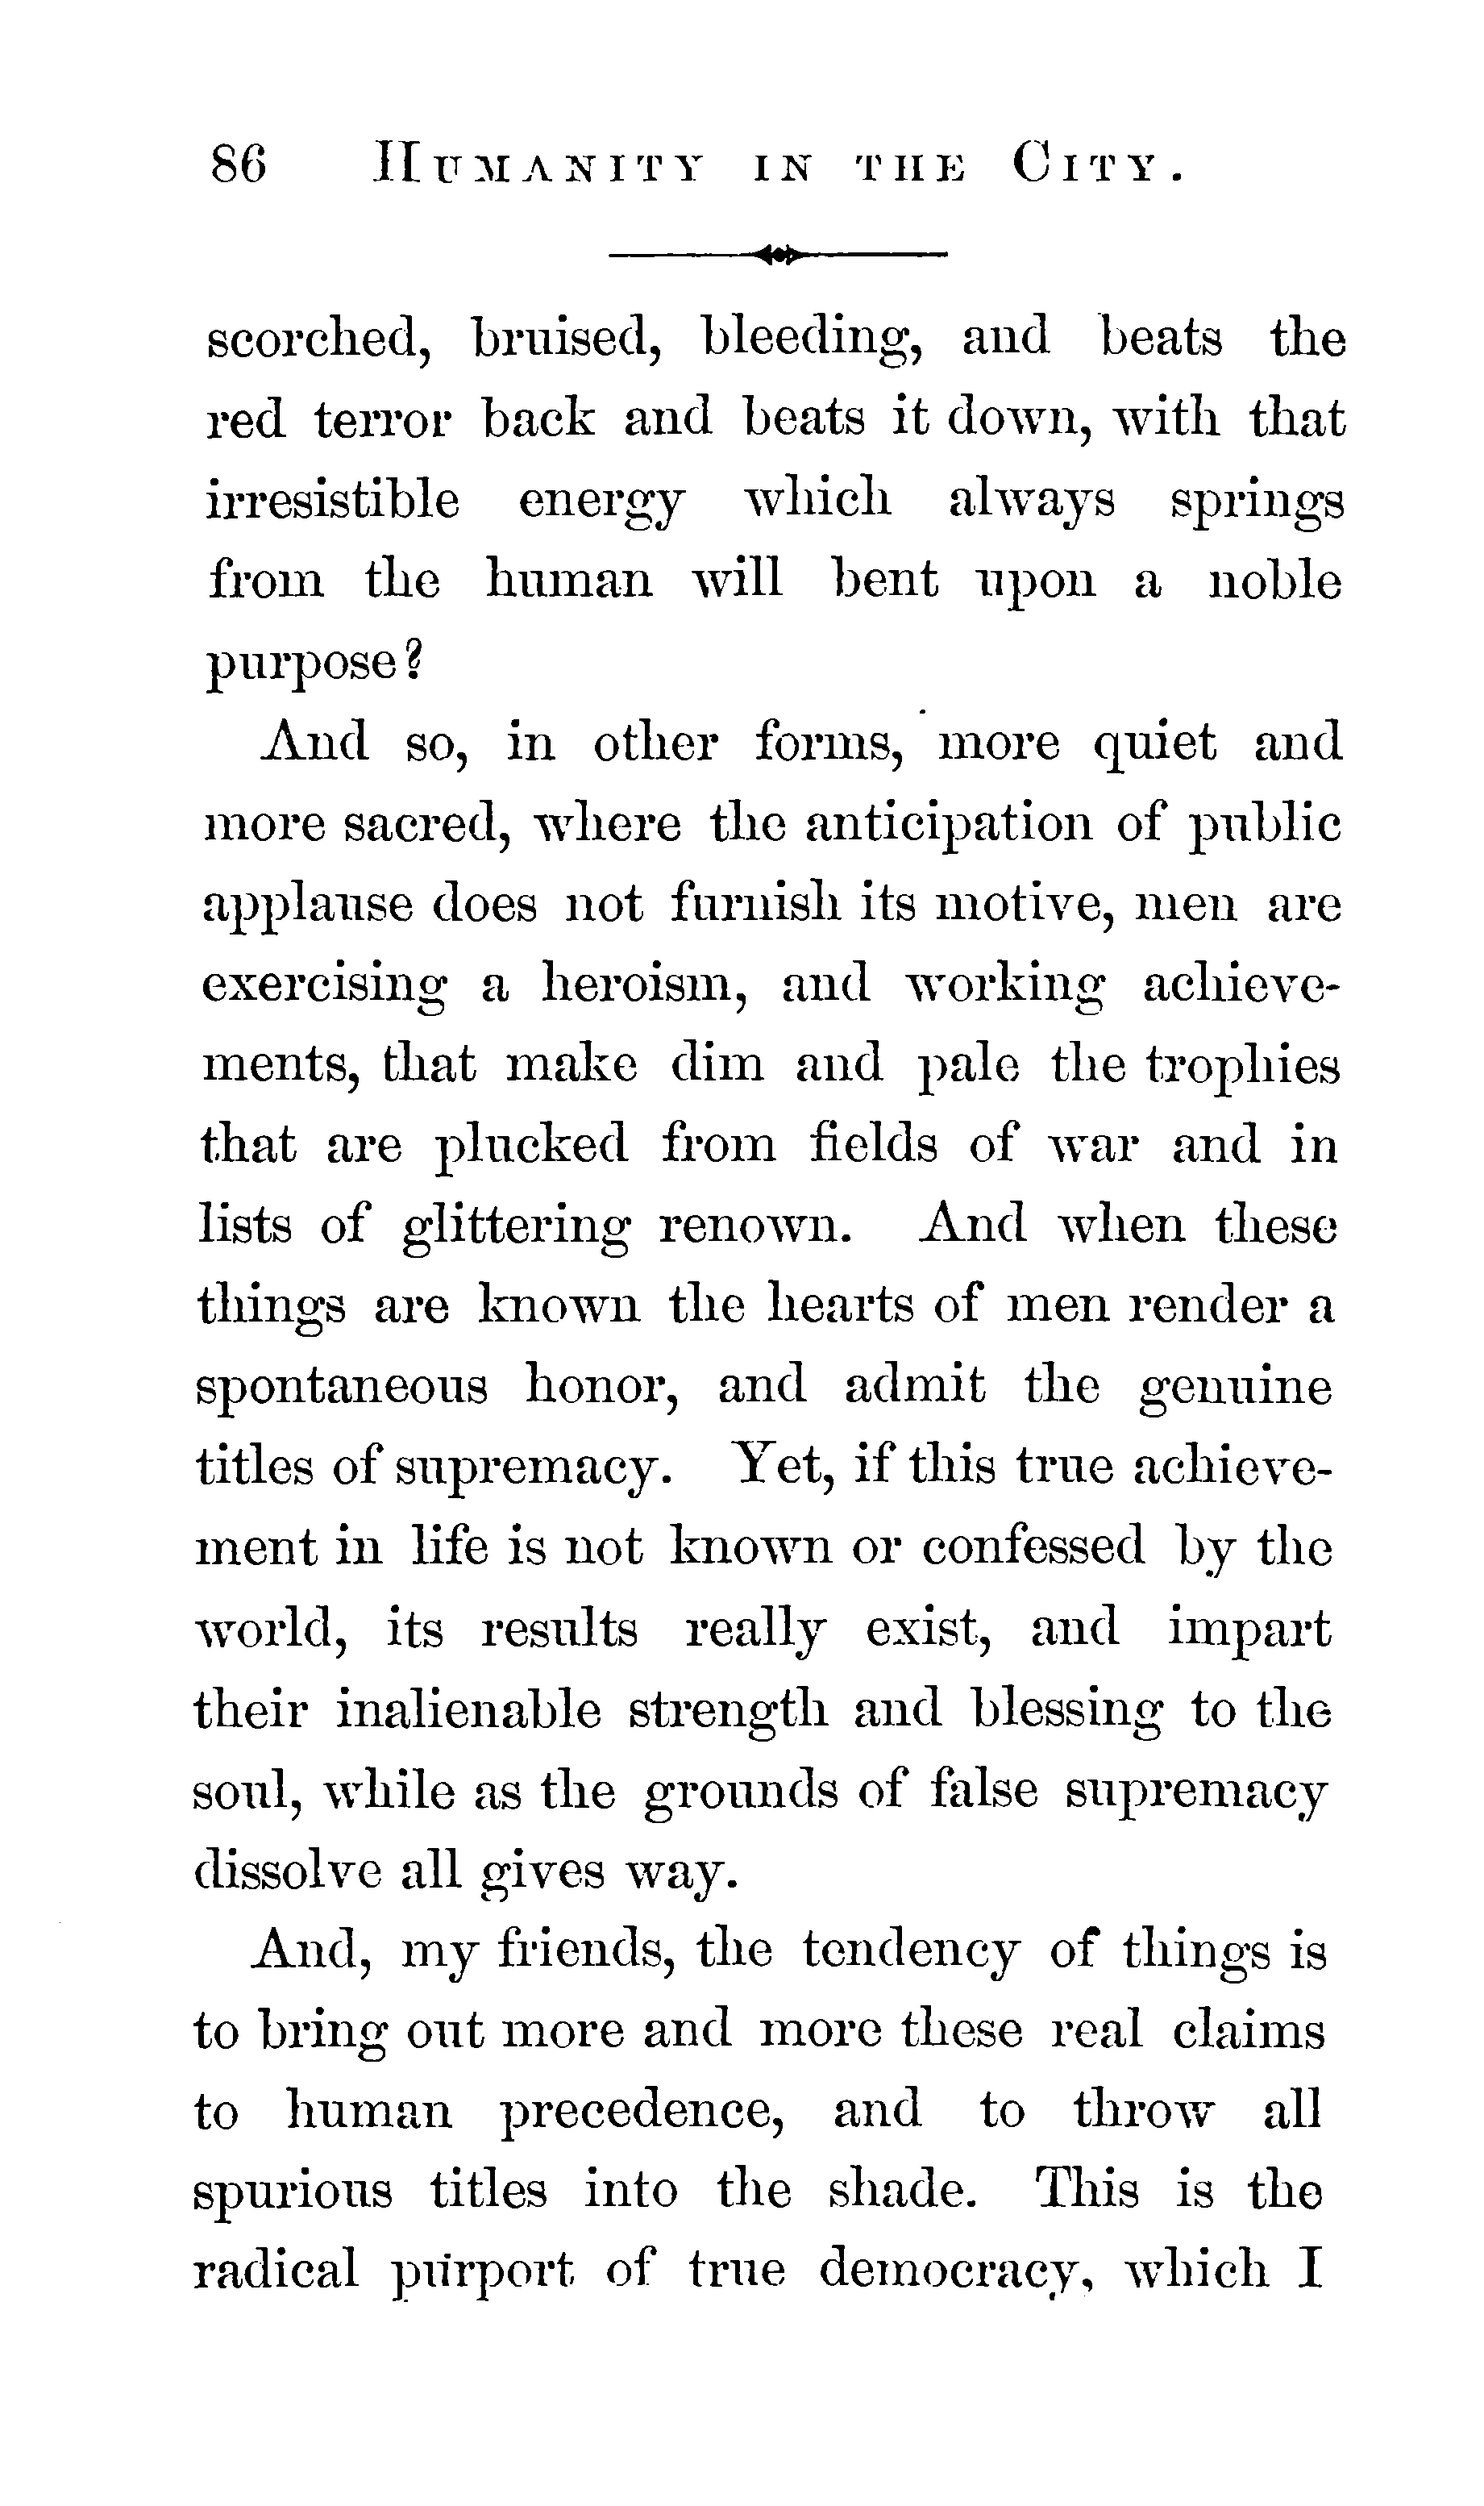 86 HUMANITY IN THE CITY.
scorched, bruised, bleeding, and beats the
red terror back and beats it down, with that
irresistible energy which always springs
from the human will bent upon a noble
purpose?
And so, in other forms, more quiet and
more sacred, where the anticipation of public
applause does not furnish its motive, men are
exercising a heroism, and working achieve-
ments, that make dim and pale the trophies
that are plucked from fields of war and in
lists of glittering renown. And when these
things are known the hearts of men render a
spontaneous honor, and admit the genuine
titles of supremacy. Yet, if this true achieve-
ment in life is not known or confessed by the
world, its results really exist, and impart
their inalienable strength and blessing to the
soul, while as the grounds of false supremacy
dissolve all gives way.
And, my friends, the tendency of things is
to bring out more and more these real claims
to human precedence, and to throw all
spurious titles into the shade. This is the
radical purport of true democracy, which I